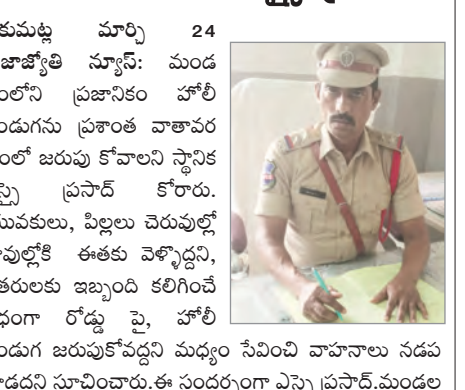 కుమట్ల మార్చి 24
జాజ్యోతి న్యూస్: మండ
ంలోని ప్రజానికం హోలీ
ండుగను ప్రశాంత వాతావర
ంలో జరుపు కోవాలని స్థానిక
స్సై ప్రసాద్ కోరారు.
యువకులు, పిల్లలు చెరువుల్లో
ావుల్లోకి ఈతకు వెళ్ళొద్దని,
తరులకు ఇబ్బంది కలిగించే
ధంగా రోడ్డు పై, హోలీ
ండుగ జరుపుకోవద్దని మద్యం సేవించి వాహనాలు నడప
ాడదని సూచించారు.ఈ సందర్భంగా ఎస్సై ప్రసాద్.మండల